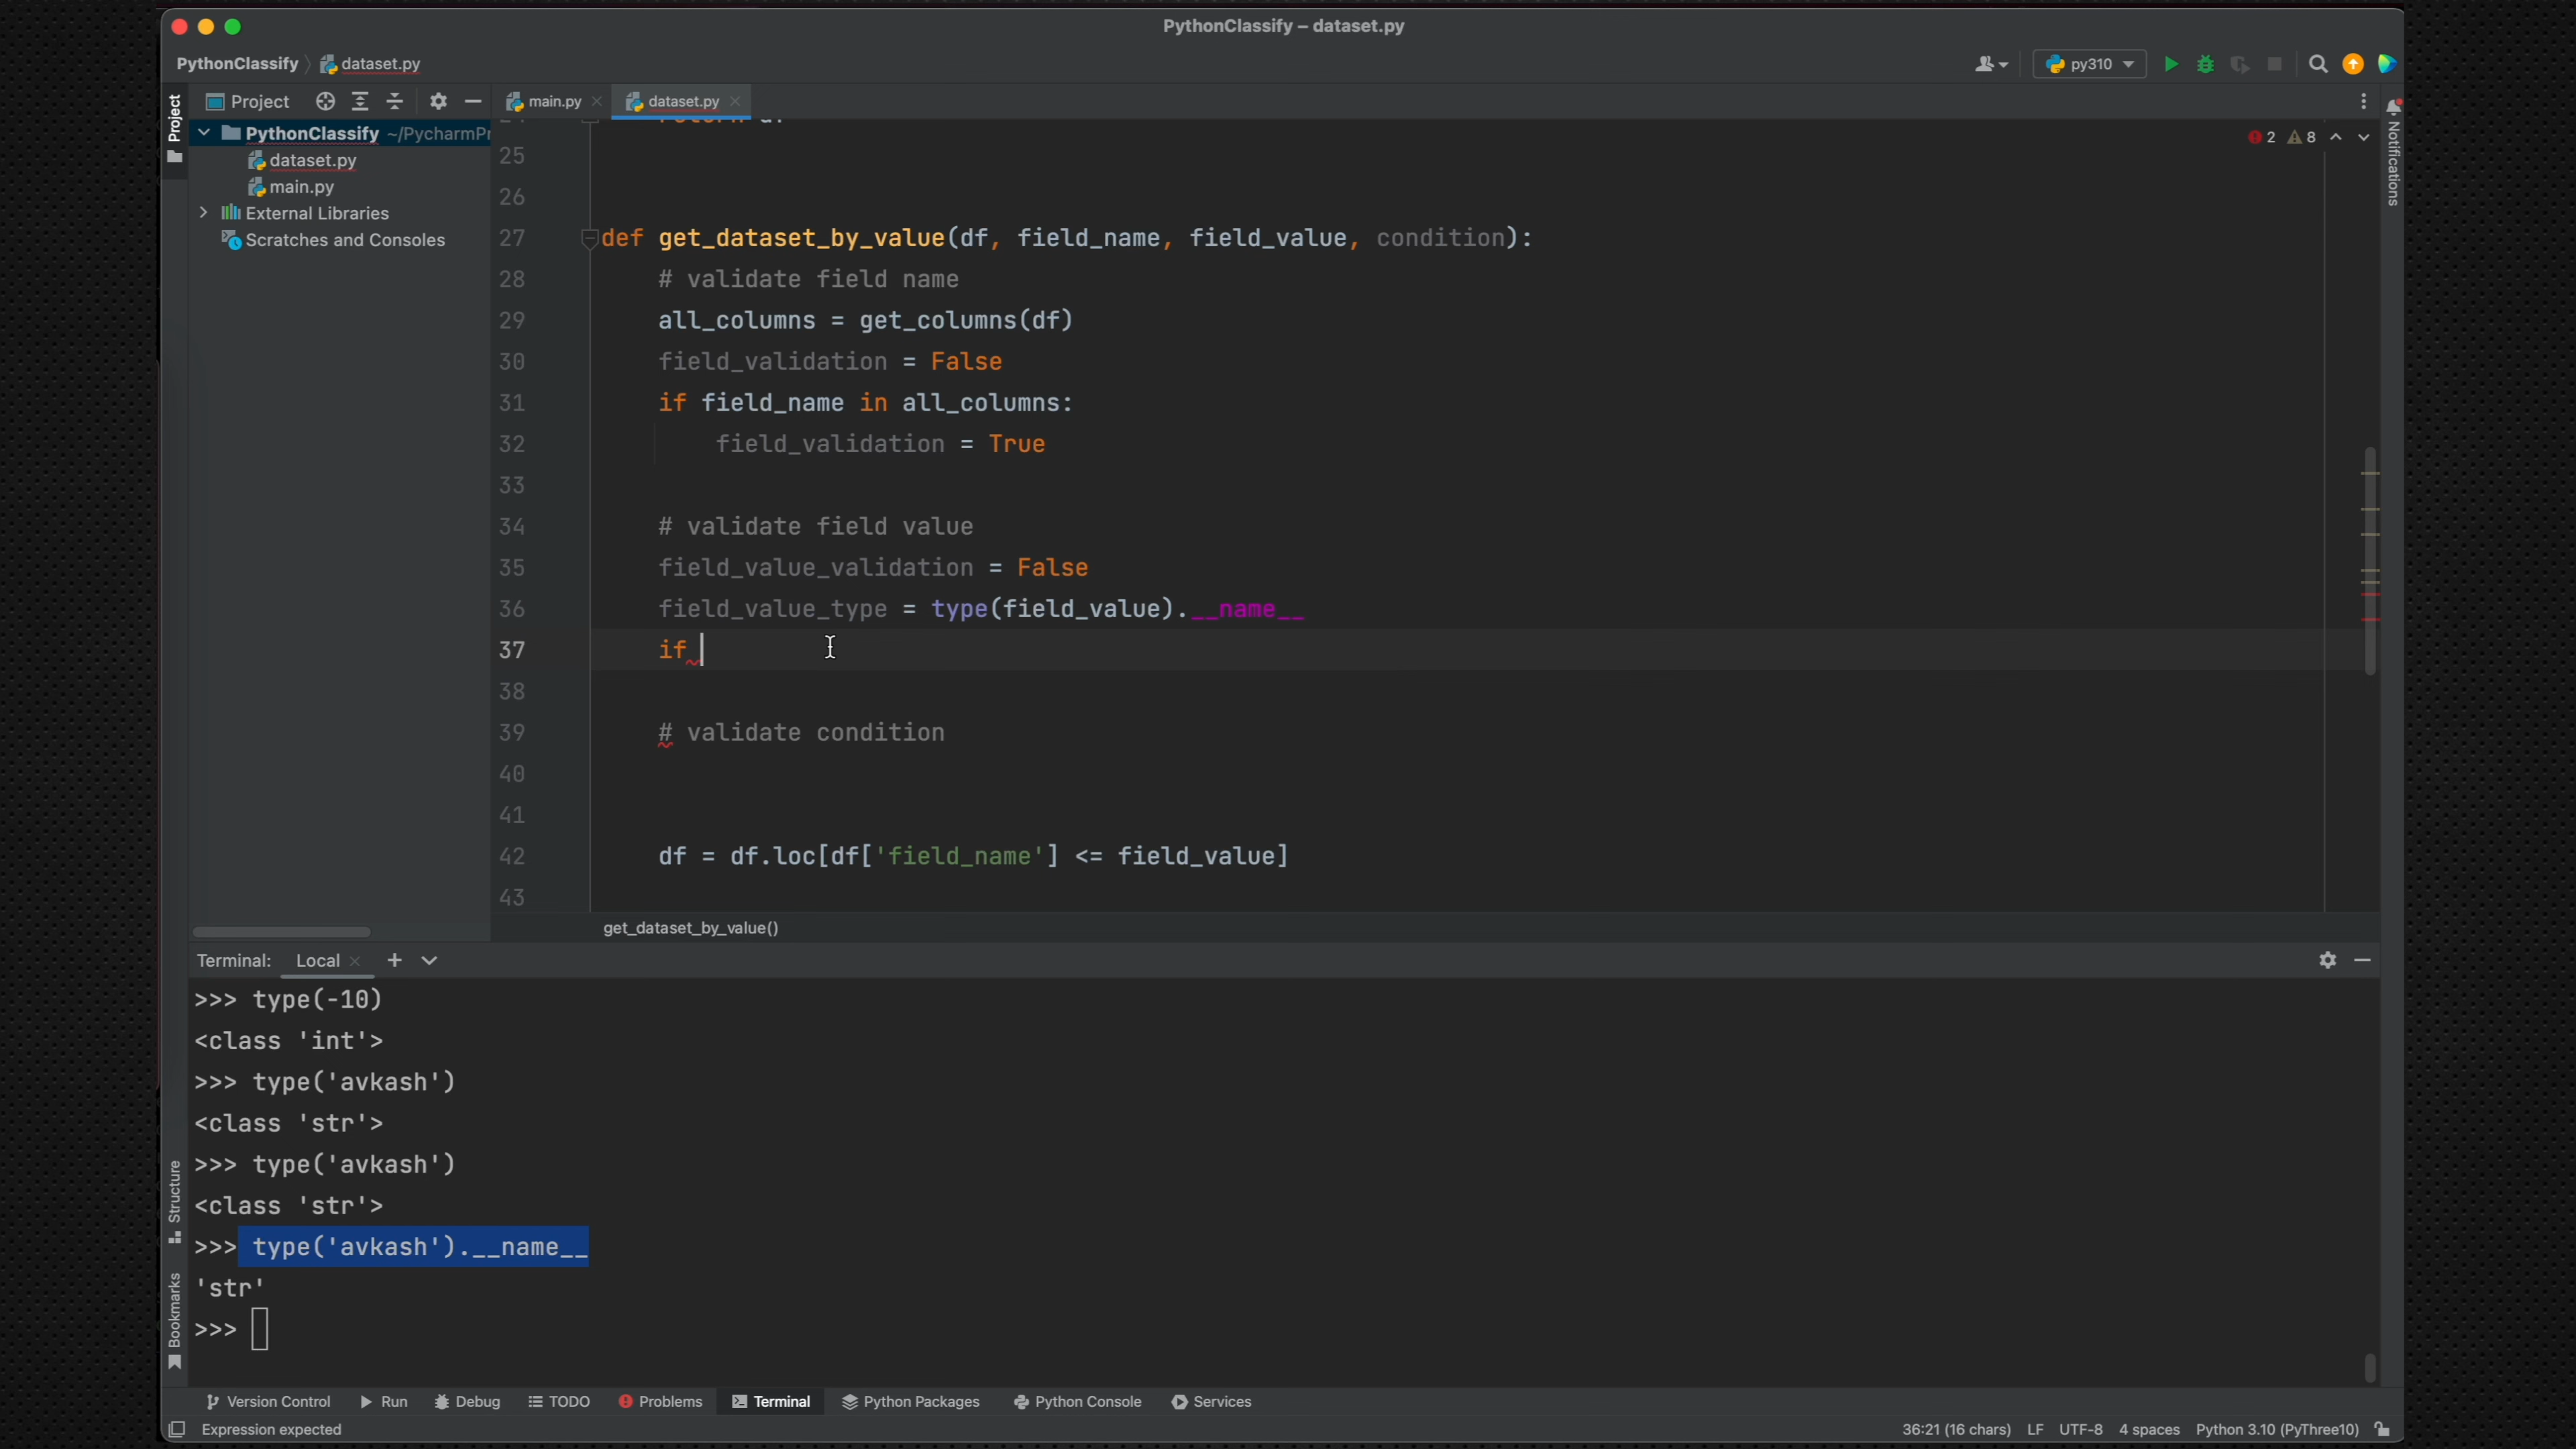 PythonClassify – dataset.py
PythonClassify dataset.py
py310
Project
Project
main.py
dataset.py
Notifications
PythonClassify ~/PycharmPr
dataset.py
main.py
External Libraries
Scratches and Consoles
2 8
25
26
27 def get_dataset_by_value(df, field_name, field_value, condition):
28 # validate field name
29 all_columns = get_columns(df)
30 field_validation = False
31 if field_name in all_columns:
32 field_validation = True
33
34 # validate field value
35 field_value_validation = False
36 field_value_type = type(field_value).__name__
37 if
38
39 # validate condition
40
41
42 df = df.loc[df['field_name'] <= field_value]
43
get_dataset_by_value()
Terminal: Local
>>> type(-10)
<class 'int'>
>>> type('avkash')
<class 'str'>
>>> type('avkash')
<class 'str'>
>>> type('avkash').__name__
'str'
>>>
Structure
Bookmarks
Version Control Run Debug TODO Problems Terminal Python Packages Python Console Services
Expression expected
36:21 (16 chars) LF UTF-8 4 spaces Python 3.10 (PyThree10)